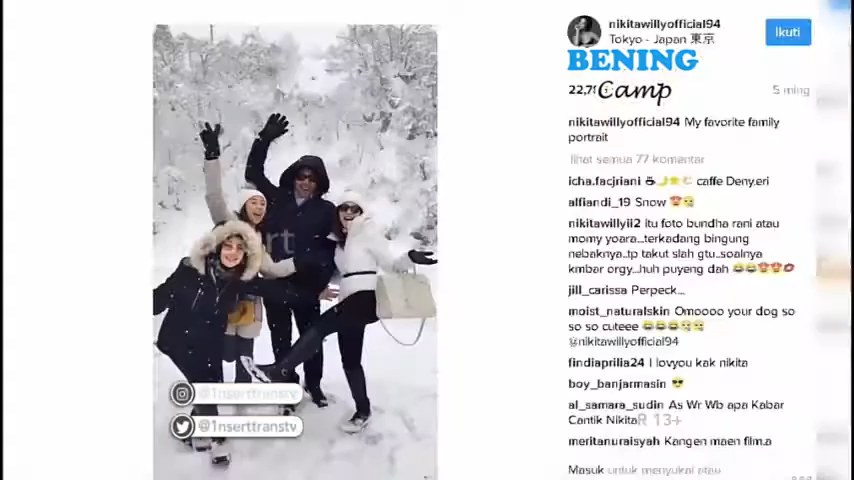 nikitawillyofficial94
Tokyo - Japan 東京
Ikuti
BENING
Camp
5 ming
nikitawillyofficial94 My favorite family
portrait
lihat semua 77 komentar
icha.facjriani caffe Deny.eri
alfiandi_19 Snow
nikitawillyii2 itu foto bundha rani atau
momy yoara...terkadang bingung
nebaknya..tp takut slah gtu..soalnya
kmbar orgy...huh puyeng dah
jill_carissa Perpeck...
moist_naturalskin Omoooo your dog so
so so cuteee
@nikitawillyofficial94
findiaprilia24 I lovyou kak nikita
boy_banjarmasin
al_samara_sudin As Wr Wb apa Kabar
Cantik Nikita R 13+
meritanuraisyah Kangen maen film.a
Masuk untuk menyukai atau
@1nserttranstv
@1nserttranstv